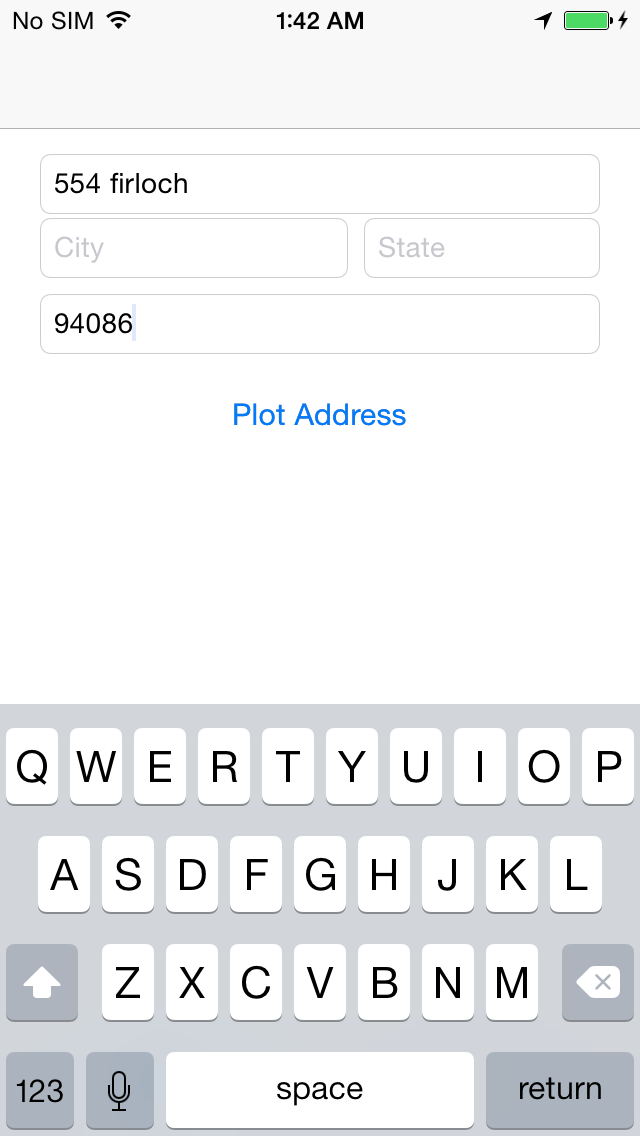 No SIM 1:42 AM
554 firloch
City State
94086
Plot Address
Q W E R T Y U I O P
A S D F G H J K L
Z X C V B N M
123 space return